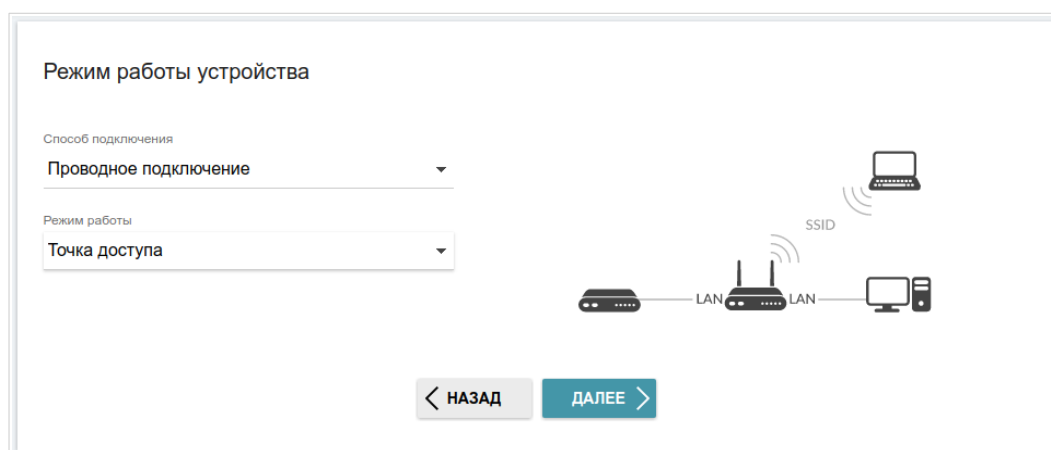 Режим работы устройства
Способ подключения
Проводное подключение
Режим работы
Точка доступа
SSID
LAN
LAN
НАЗАД
ДАЛЕЕ